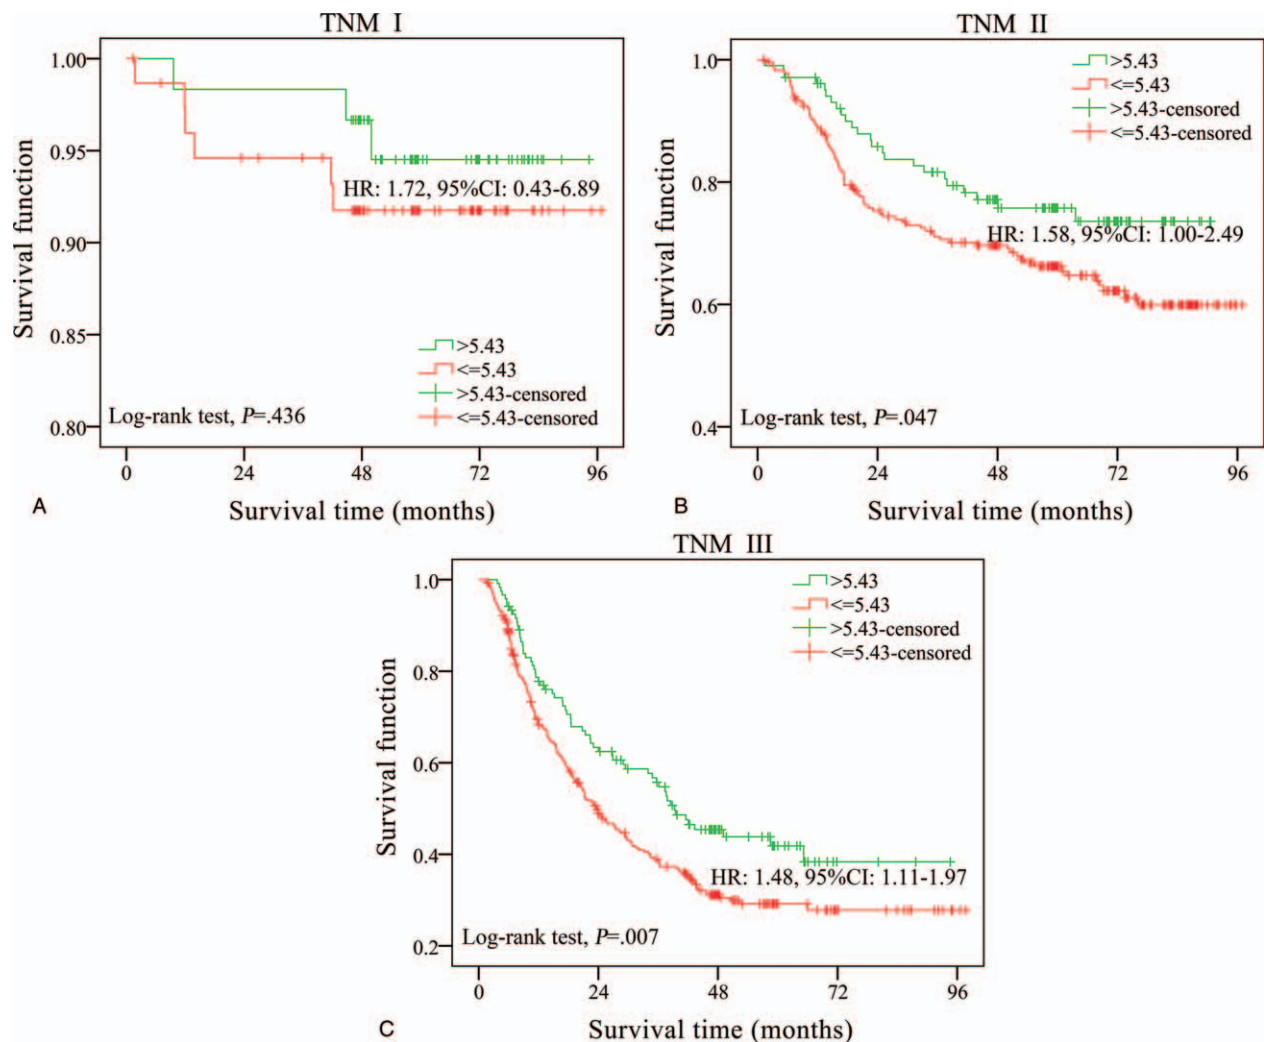 TNM I
Survival function
1.00
0.95
0.90
0.85
0.80
HR: 1.72, 95%CI: 0.43-6.89
>5.43
<=5.43
>5.43-censored
<=5.43-censored
Log-rank test, P=.436
0 24 48 72 96
A
Survival time (months)
TNM II
Survival function
1.0
0.8
0.6
0.4
>5.43
<=5.43
>5.43-censored
<=5.43-censored
HR: 1.58, 95%CI: 1.00-2.49
Log-rank test, P=.047
0 24 48 72 96
B
Survival time (months)
TNM III
Survival function
1.0
0.8
0.6
0.4
0.2
>5.43
<=5.43
>5.43-censored
<=5.43-censored
HR: 1.48, 95%CI: 1.11-1.97
Log-rank test, P=.007
0 24 48 72 96
C
Survival time (months)